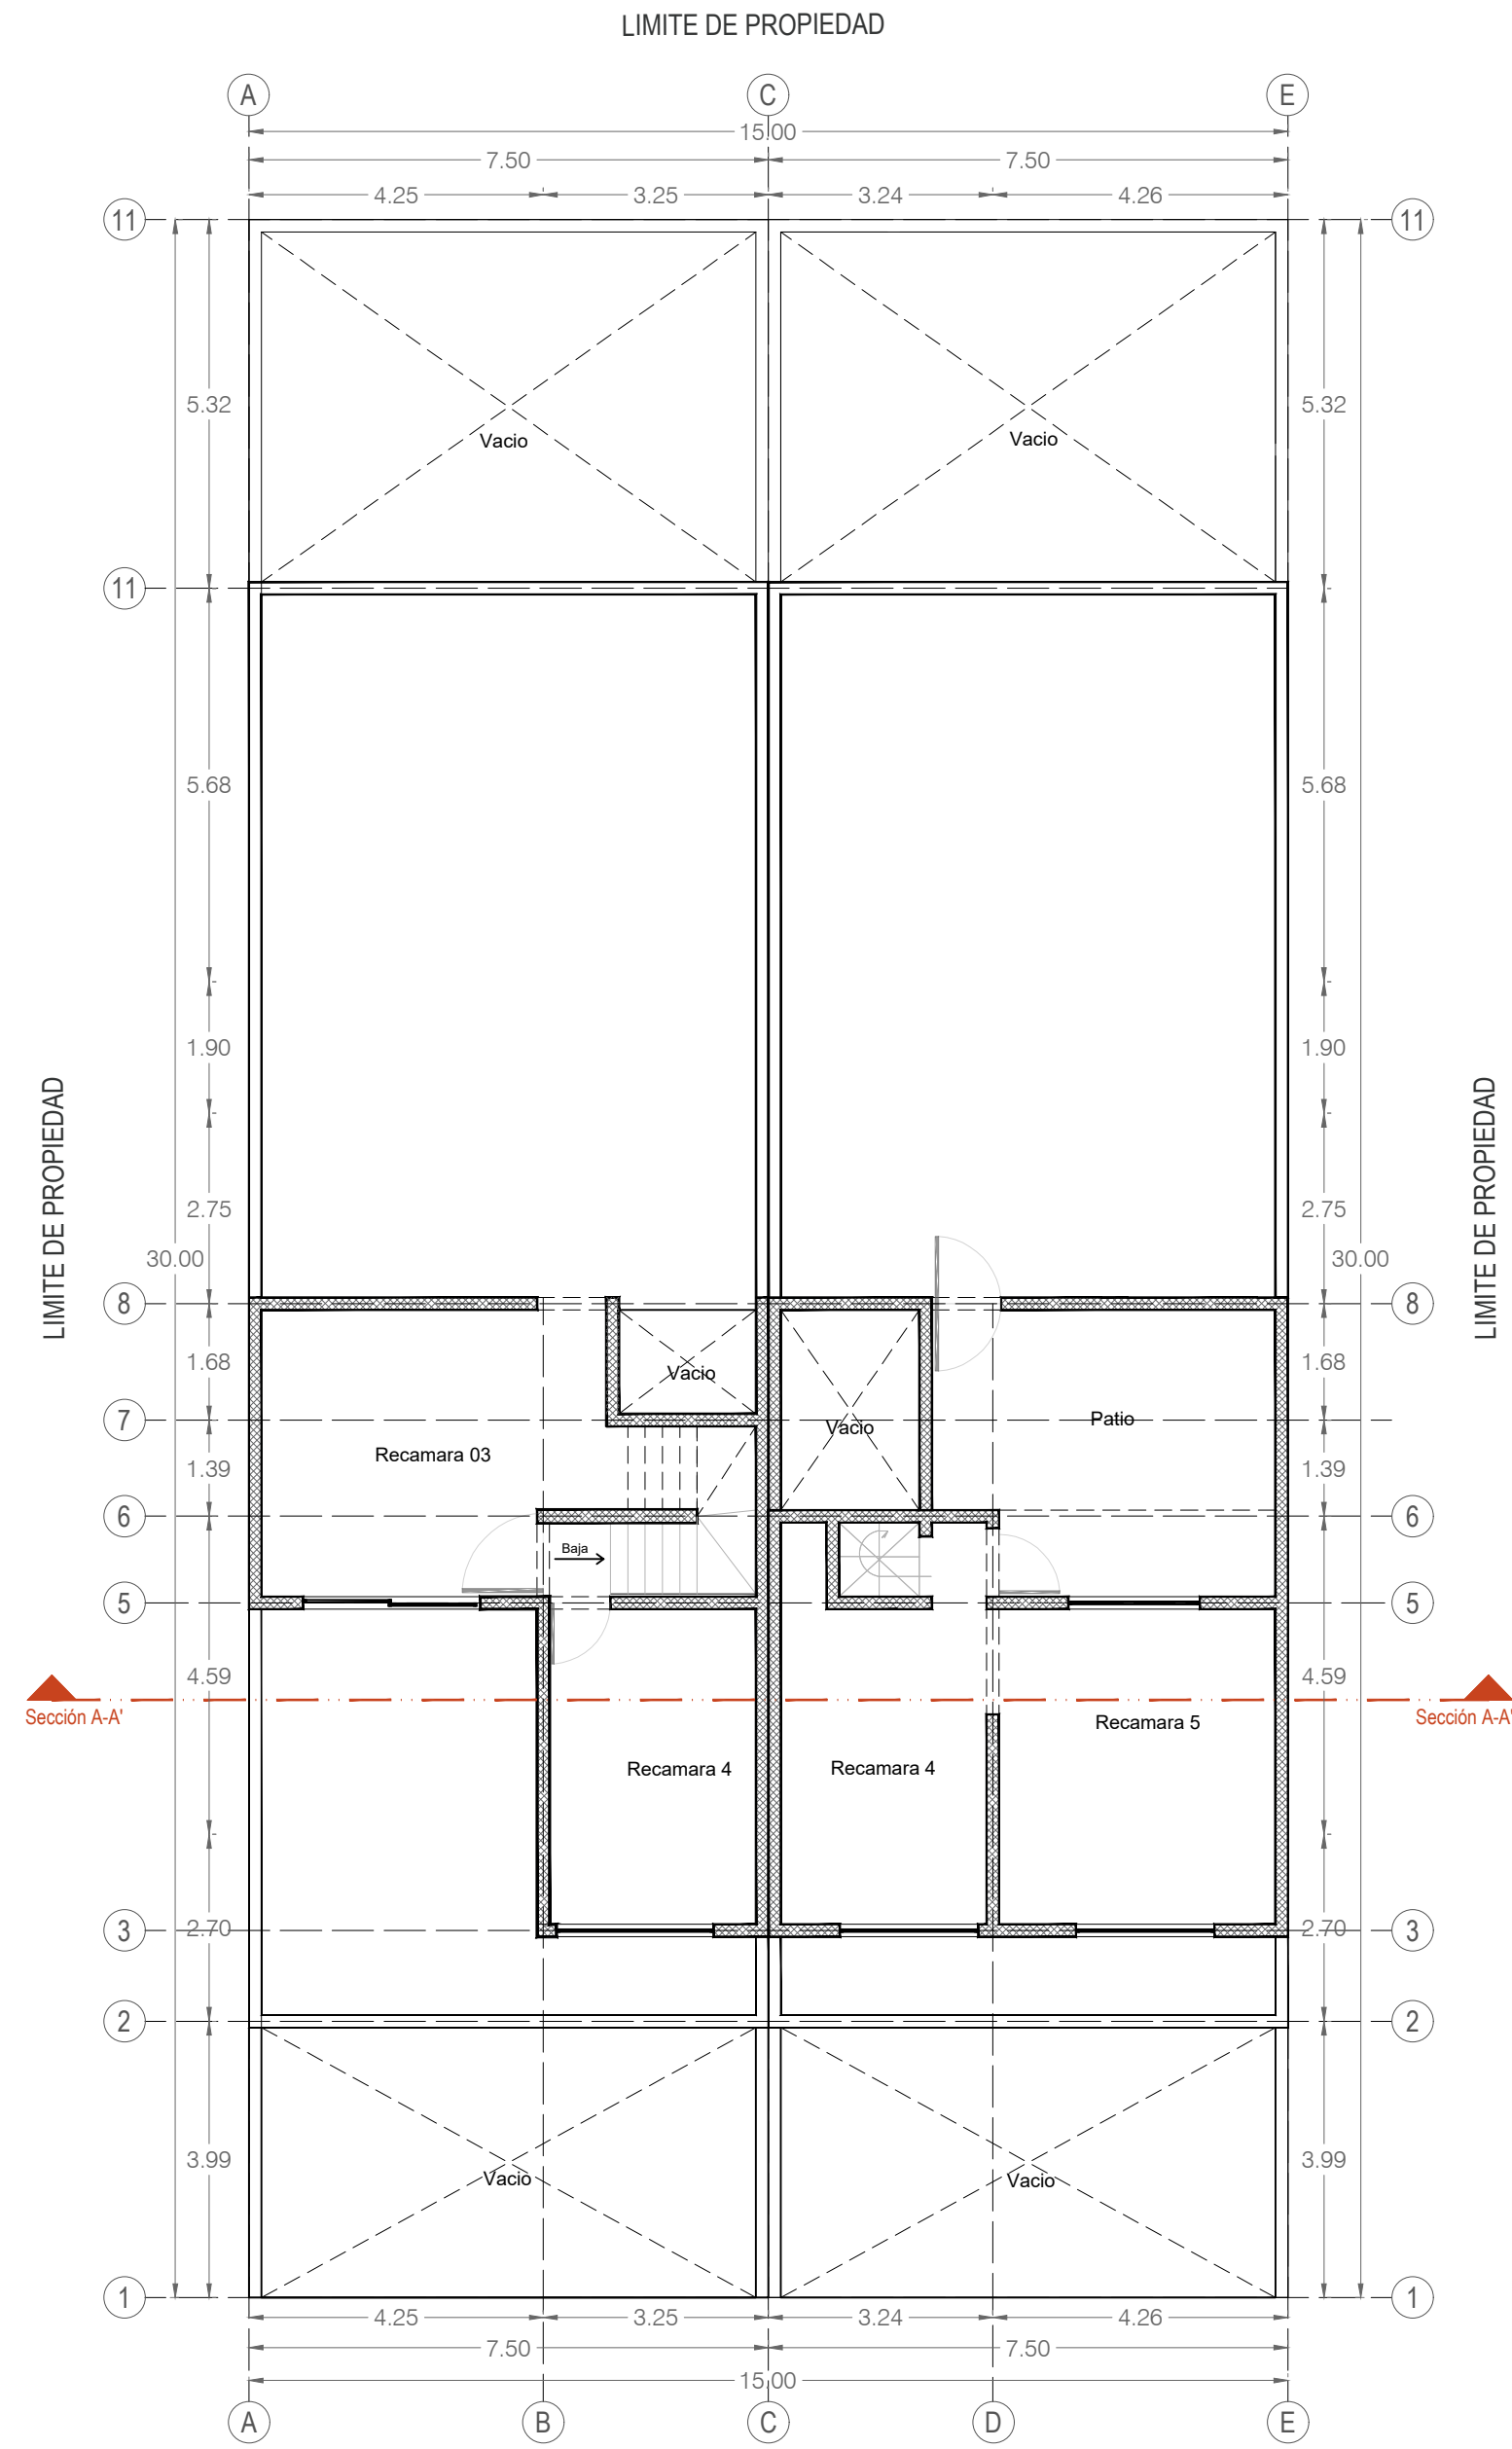 LIMITE DE PROPIEDAD
A C E
15.00
7.50 7.50
4.25 3.25 3.24 4.26
11 11
5.32 5.32
Vacio Vacio
11 11
5.68 5.68
1.90 1.90
LIMITE DE PROPIEDAD LIMITE DE PROPIEDAD
2.75 2.75
30.00 30.00
8 8
1.68 1.68
Vacio
7 Patio 7
Vacio
Recamara 03
1.39 1.39
6 6
Baja
5 5
4.59 4.59
Sección A-A' Sección A-A'
Recamara 5
Recamara 4 Recamara 4
3 2.70 2.70 3
2 2
3.99 3.99
Vacio Vacio
1 1
4.25 3.25 3.24 4.26
7.50 7.50
15.00
A B C D E